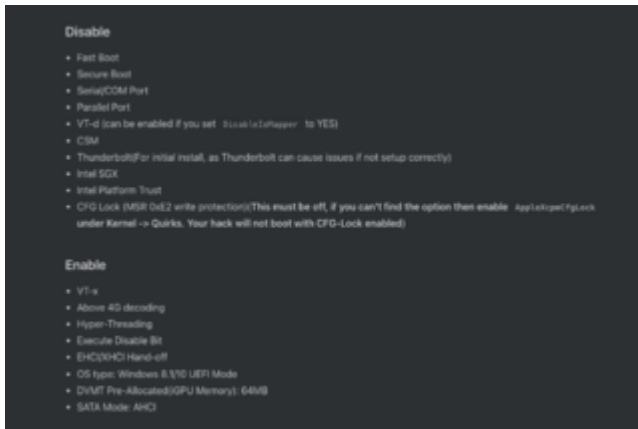 Disable
• Fast Boot
• Secure Boot
• Serial/COM Port
• Parallel Port
• VT-d (can be enabled if you set DisableIoMapper to YES)
• CSM
• Thunderbolt(For initial install, as Thunderbolt can cause issues if not setup correctly)
• Intel SGX
• Intel Platform Trust
• CFG Lock (MSR 0xE2 write protection)(This must be off, if you can't find the option then enable AppleXcpmCfgLock
under Kernel -> Quirks. Your hack will not boot with CFG-Lock enabled)
Enable
• VT-x
• Above 4G decoding
• Hyper-Threading
• Execute Disable Bit
• EHCI/XHCI Hand-off
• OS type: Windows 8.1/10 UEFI Mode
• DVMT Pre-Allocated(iGPU Memory): 64MB
• SATA Mode: AHCI